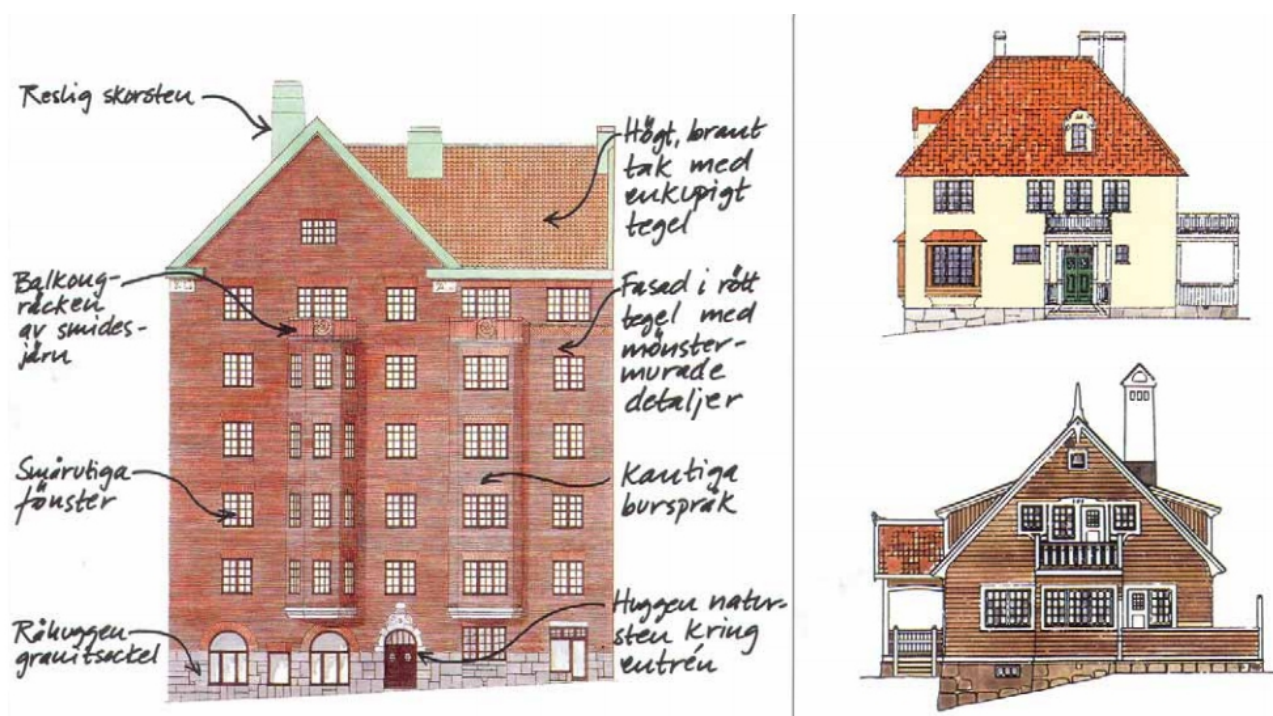 Reslig skorsten
Högt, brant
tak med
enkupigt
tegel
Balkong-
räcken
av smides-
järn
Fasad i rött
tegel med
mönster-
murade
detaljer
Smårutiga
fönster
Kantiga
burspråk
Råhuggen
granitsockel
Huggen natur-
sten kring
entrén